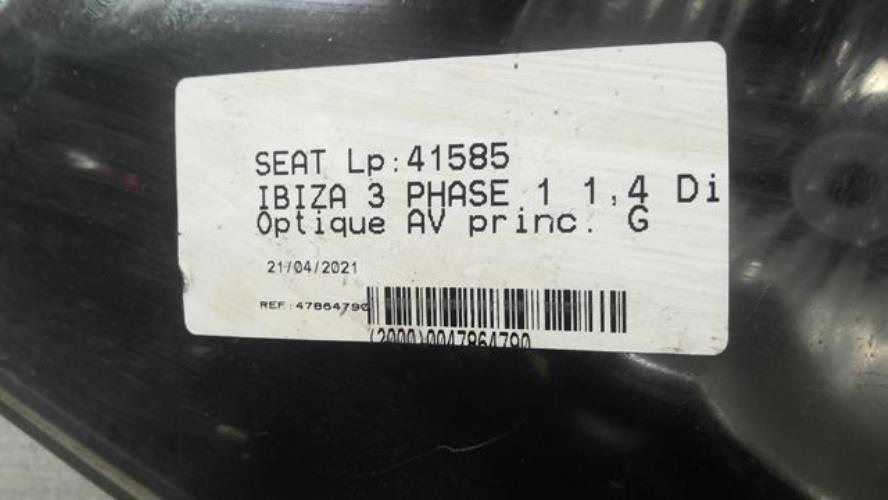 SEAT Lp:41585
IBIZA 3 PHASE 1 1,4 Di
Optique AV princ. G
21/04/2021
REF:47864790
(2000)0047864790